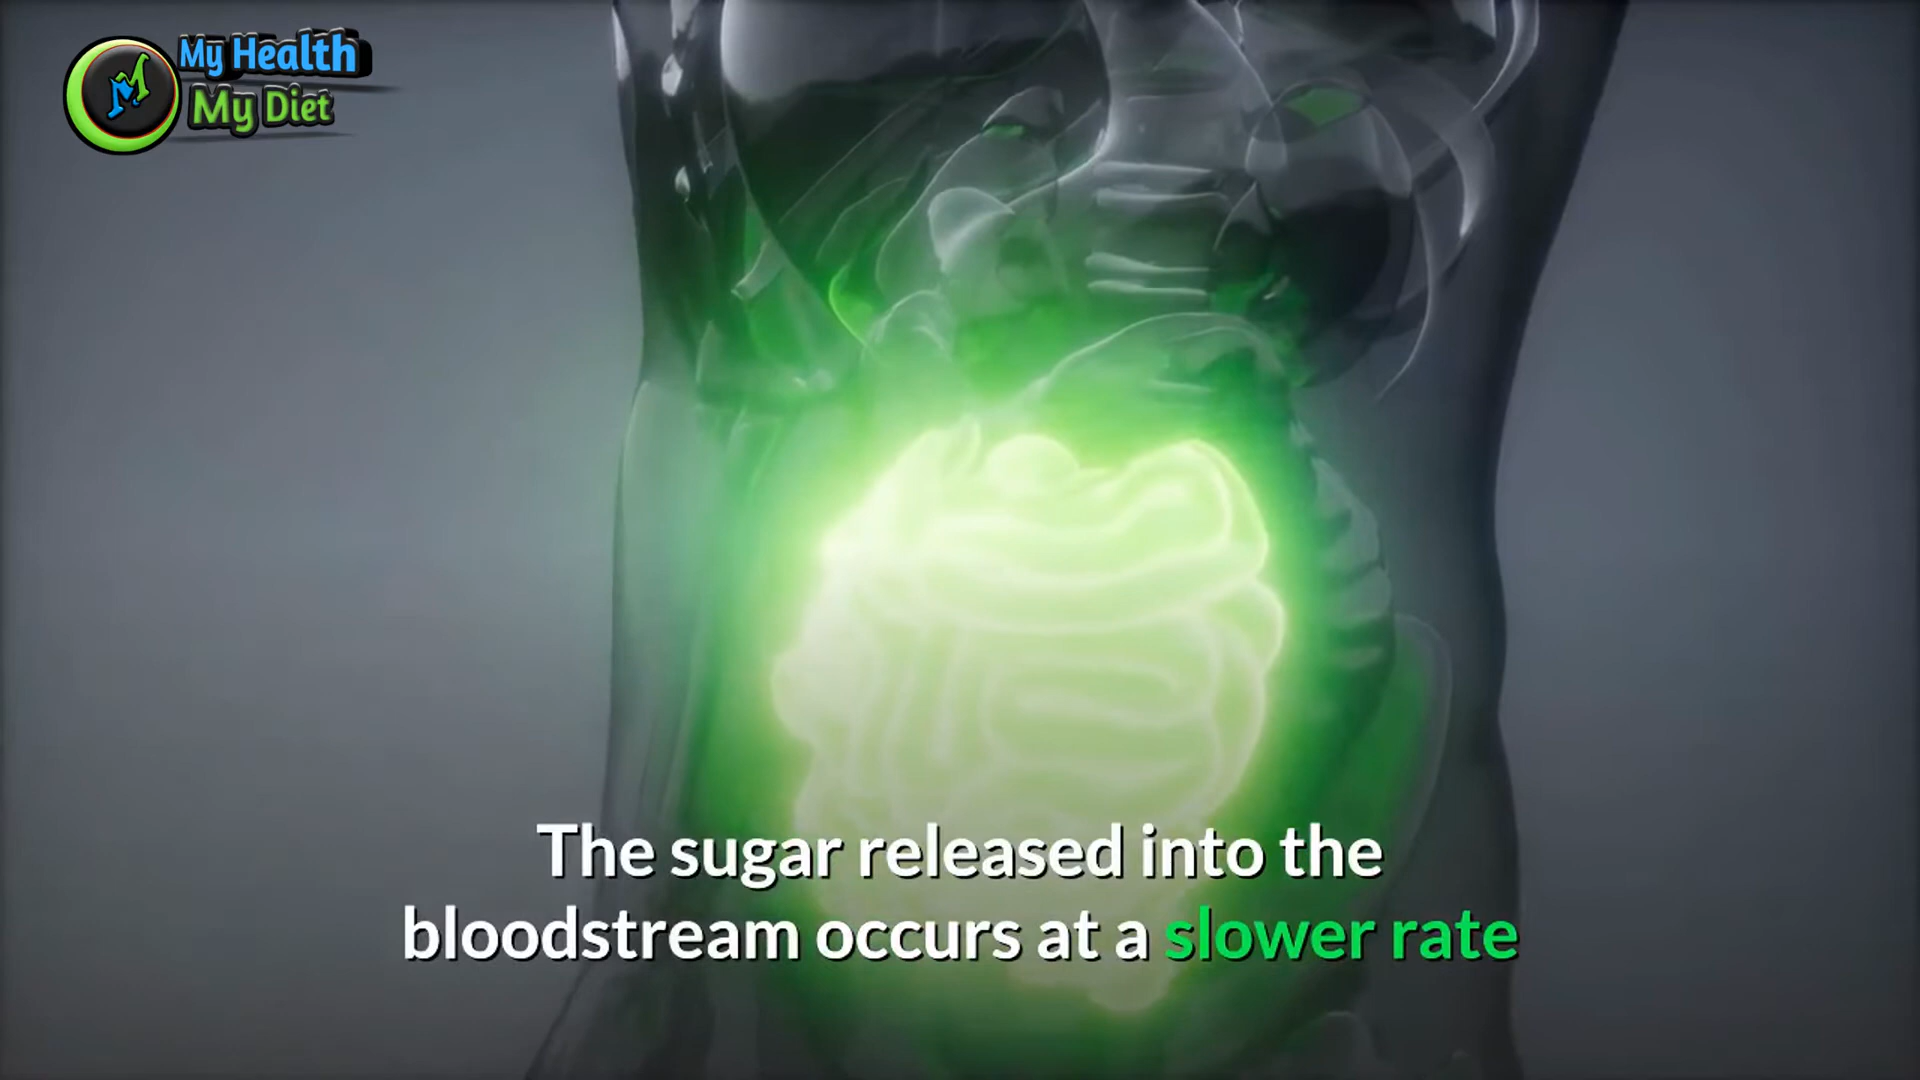 My Health
My Diet
The sugar released into the
bloodstream occurs at a slower rate